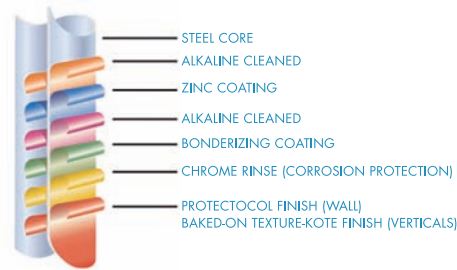 STEEL CORE
ALKALINE CLEANED
ZINC COATING
ALKALINE CLEANED
BONDERIZING COATING
CHROME RINSE (CORROSION PROTECTION)
PROTECTOCOL FINISH (WALL)
BAKED-ON TEXTURE-KOTE FINISH (VERTICALS)